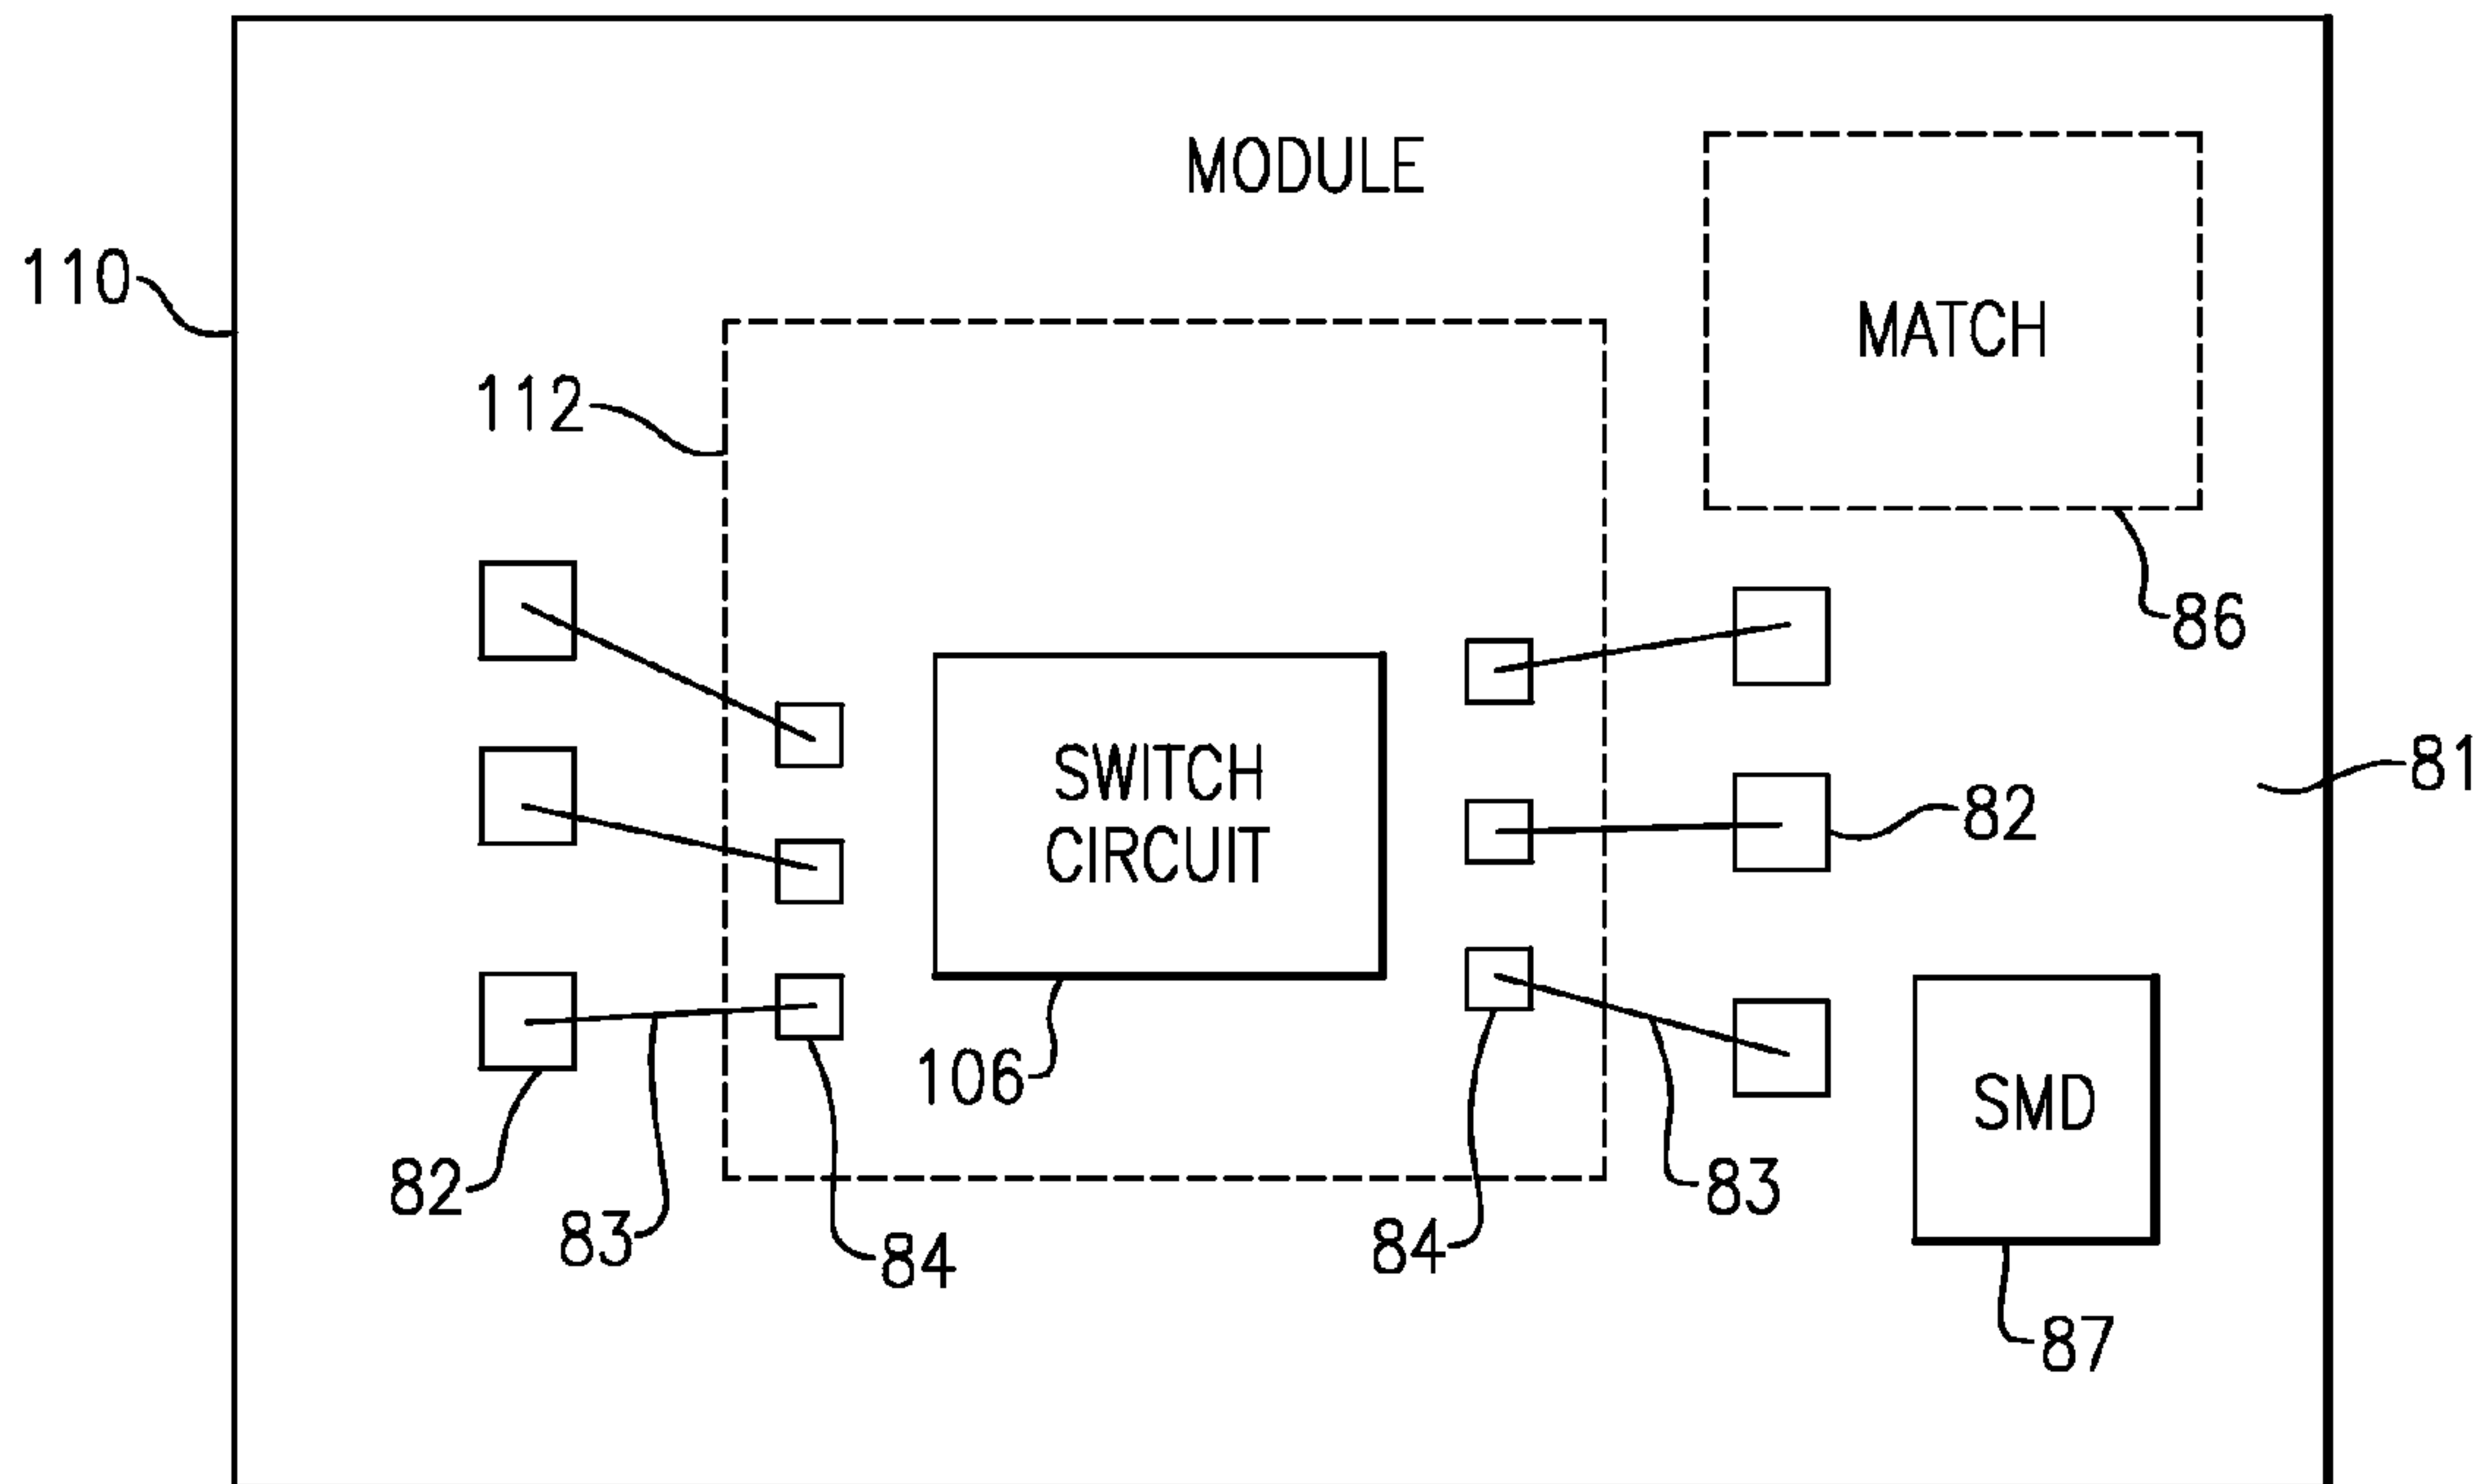 MODULE
110
MATCH
112
86
81
SWITCH
CIRCUIT
82
106
SMD
82
83
83
84
84
87